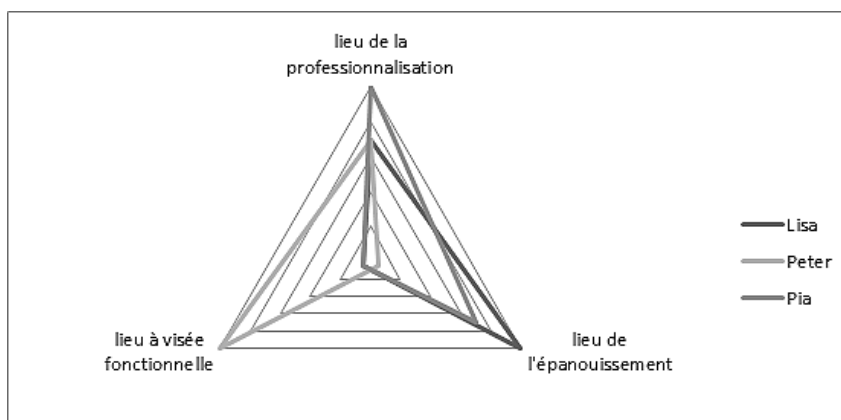 lieu de la
professionnalisation
Lisa
Peter
Pia
lieu à visée
fonctionnelle
lieu de
l'épanouissement